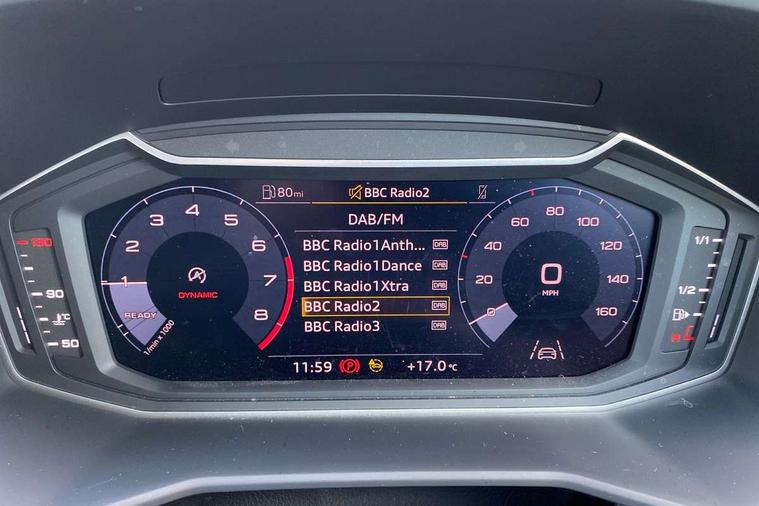 80mi
BBC Radio2
DAB/FM
BBC Radio1Anth... DAB
BBC Radio1Dance DAB
BBC Radio1Xtra DAB
BBC Radio2 DAB
BBC Radio3 DAB
1 2 3 4 5 6 7 8
DYNAMIC
READY
1/min x 1000
0 20 40 60 80 100 120 140 160
0
MPH
130
90
°C
50
1/1
1/2
R
11:59
P
+17.0 °C